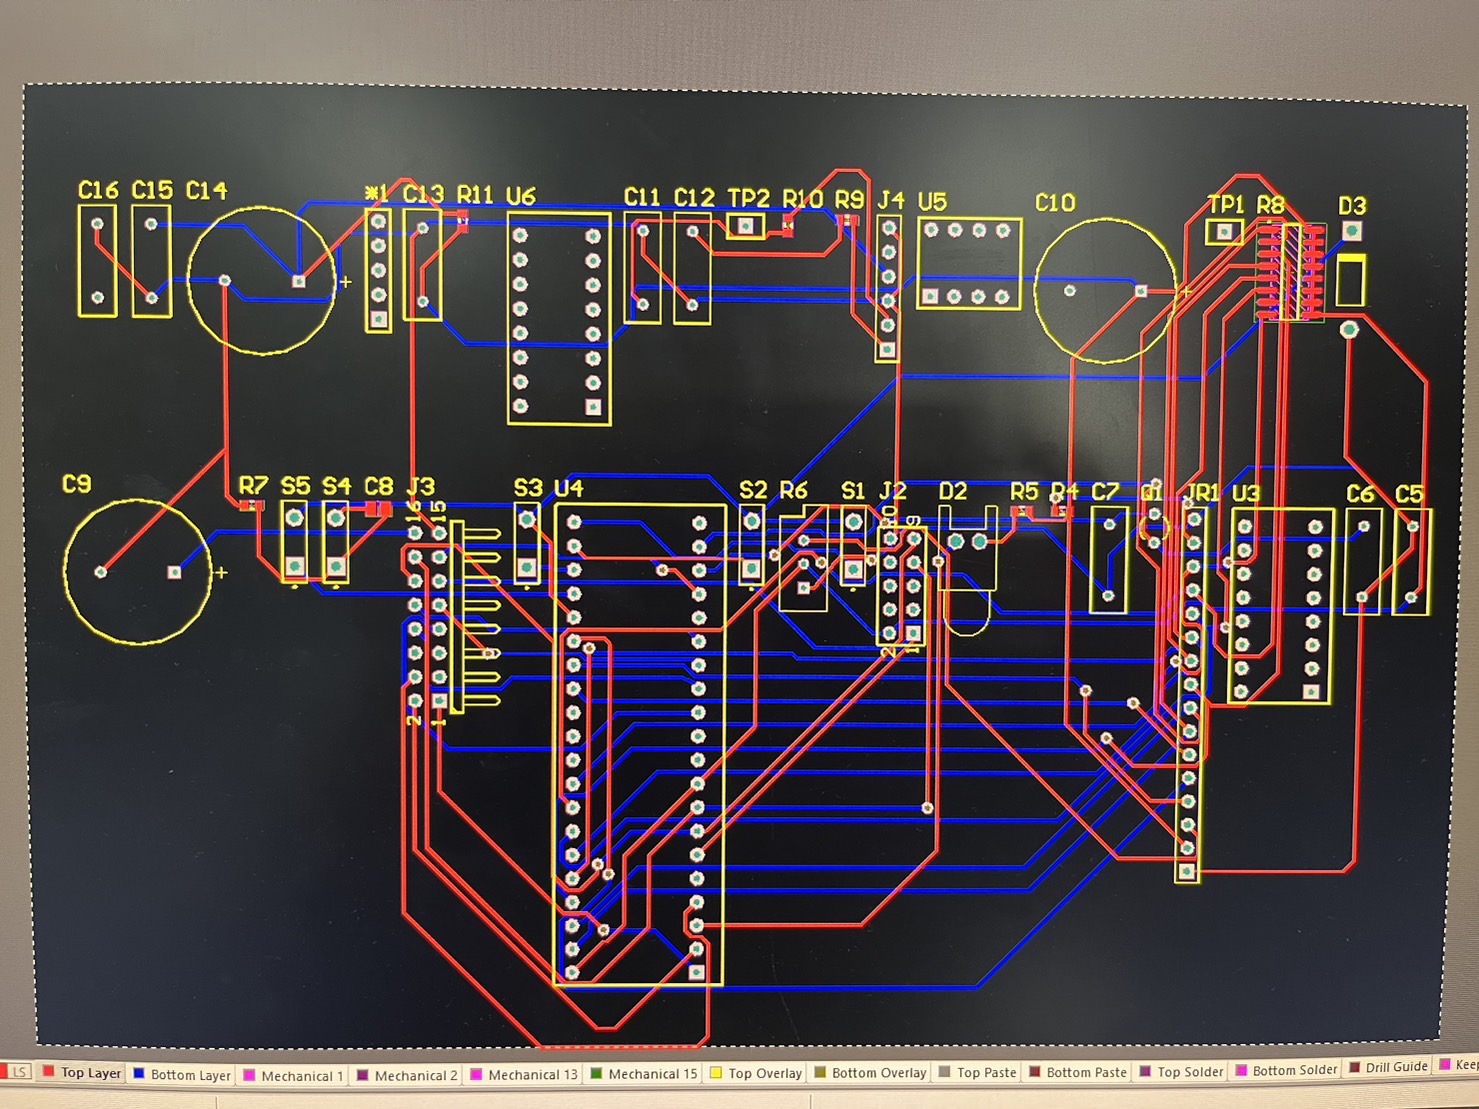 C16 C15 C14 *1 C13 R11 U6 C11 C12 TP2 R10 R9 J4 U5 C10 TP1 R8 D3
+ +
C9 R7 S5 S4 C8 J3 S3 U4 S2 R6 S1 J2 D2 R5 R4 C7 Q1 JR1 U3 C6 C5
16 15 10 9
+
2 1
2 1
LS Top Layer Bottom Layer Mechanical 1 Mechanical 2 Mechanical 13 Mechanical 15 Top Overlay Bottom Overlay Top Paste Bottom Paste Top Solder Bottom Solder Drill Guide Keep